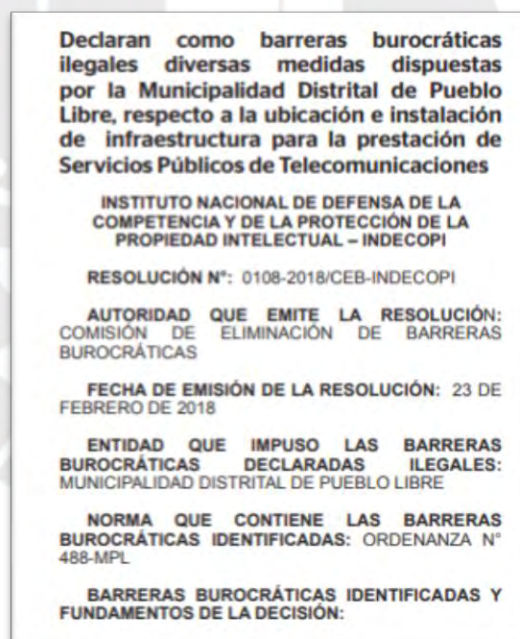 Declaran como barreras burocráticas
ilegales diversas medidas dispuestas
por la Municipalidad Distrital de Pueblo
Libre, respecto a la ubicación e instalación
de infraestructura para la prestación de
Servicios Públicos de Telecomunicaciones
INSTITUTO NACIONAL DE DEFENSA DE LA
COMPETENCIA Y DE LA PROTECCIÓN DE LA
PROPIEDAD INTELECTUAL – INDECOPI
RESOLUCIÓN N°: 0108-2018/CEB-INDECOPI
AUTORIDAD QUE EMITE LA RESOLUCIÓN:
COMISIÓN DE ELIMINACIÓN DE BARRERAS
BUROCRÁTICAS
FECHA DE EMISIÓN DE LA RESOLUCIÓN: 23 DE
FEBRERO DE 2018
ENTIDAD QUE IMPUSO LAS BARRERAS
BUROCRÁTICAS DECLARADAS ILEGALES:
MUNICIPALIDAD DISTRITAL DE PUEBLO LIBRE
NORMA QUE CONTIENE LAS BARRERAS
BUROCRÁTICAS IDENTIFICADAS: ORDENANZA N°
488-MPL
BARRERAS BUROCRÁTICAS IDENTIFICADAS Y
FUNDAMENTOS DE LA DECISIÓN: